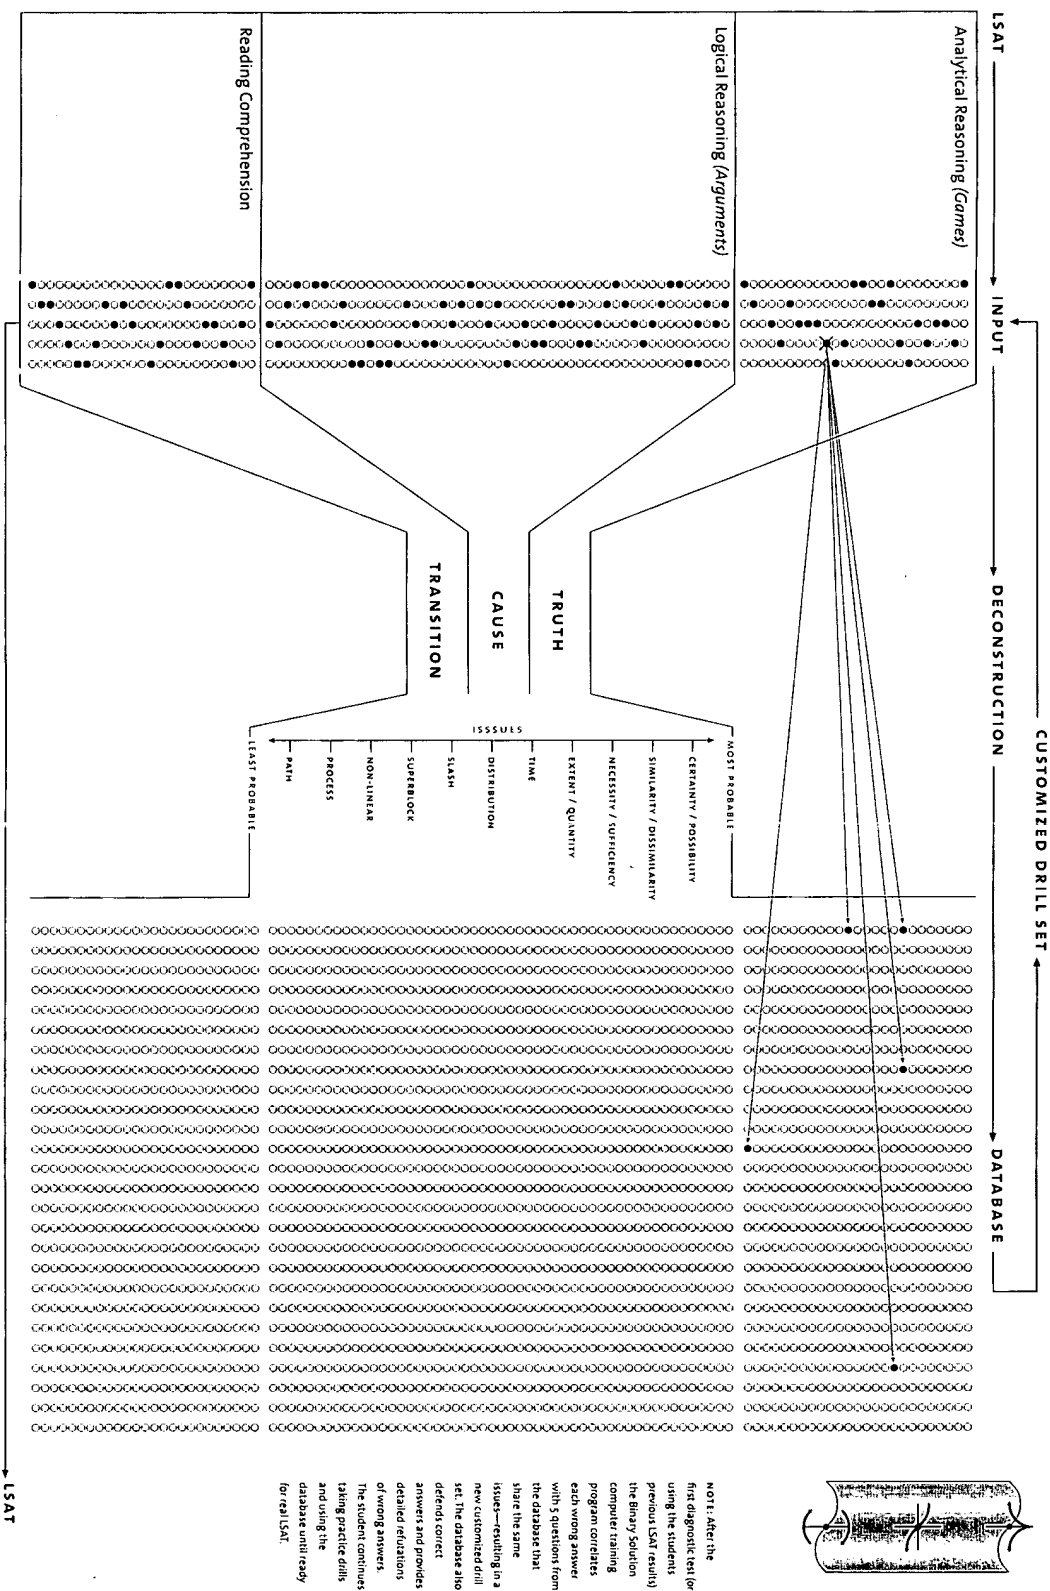 CUSTOMIZED DRILL SET
LSAT
INPUT
DECONSTRUCTION
DATABASE
Analytical Reasoning (Games)
Logical Reasoning (Arguments)
Reading Comprehension
TRUTH
CAUSE
TRANSITION
MOST PROBABLE
CERTAINTY / POSSIBILITY
SIMILARITY / DISSIMILARITY
NECESSITY / SUFFICIENCY
EXTENT / QUANTITY
TIME
DISTRIBUTION
SLASH
SUPERBLOCK
NON-LINEAR
PROCESS
PATH
LEAST PROBABLE
ISSSUES
NOTE: After the
first diagnostic test (or
using the students
previous LSAT results)
the Binary Solution
computer training
program correlates
each wrong answer
with 5 questions from
the database that
share the same
issues—resulting in a
new customized drill
set. The database also
defends correct
answers and provides
detailed refutations
of wrong answers.
The student continues
taking practice drills
and using the
database until ready
for real LSAT.
LSAT